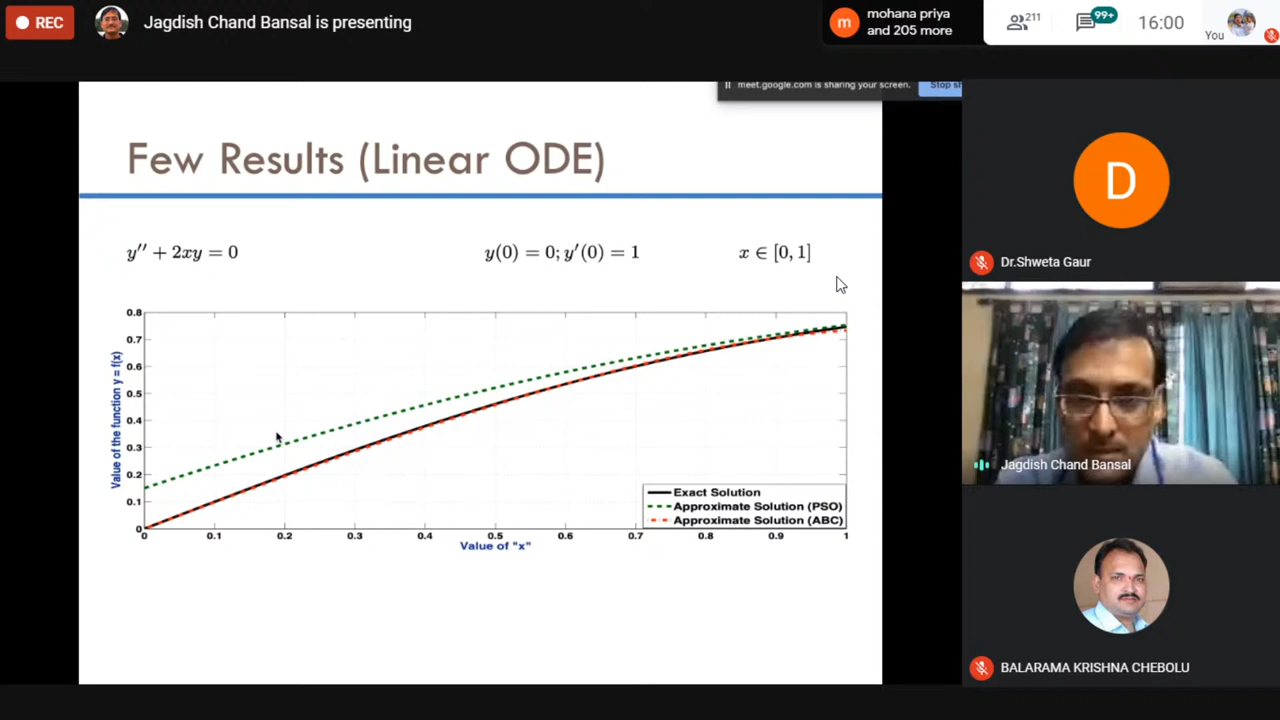 REC
Jagdish Chand Bansal is presenting
m
mohana priya
and 205 more
211
99+
16:00
You
meet.google.com is sharing your screen.
Few Results (Linear ODE)
y′′ + 2xy = 0
y(0) = 0; y′(0) = 1
x ∈ [0, 1]
Value of the function y = f(x)
0.8
0.7
0.6
0.5
0.4
0.3
0.2
0.1
0
0 0.1 0.2 0.3 0.4 0.5 0.6 0.7 0.8 0.9 1
Value of "x"
Exact Solution
Approximate Solution (PSO)
Approximate Solution (ABC)
D
Dr.Shweta Gaur
Jagdish Chand Bansal
BALARAMA KRISHNA CHEBOLU